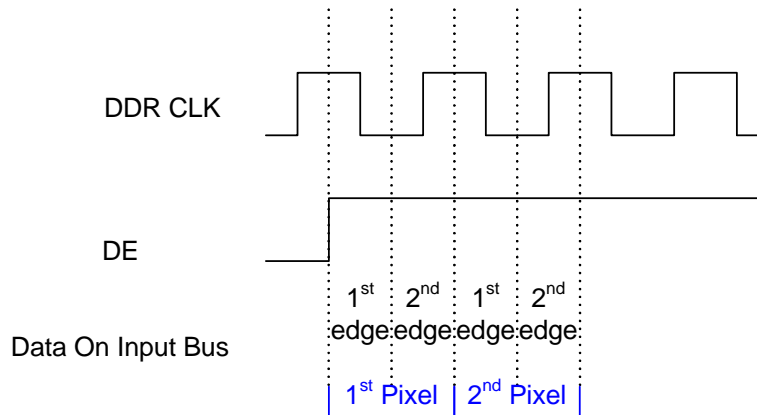 DDR CLK
DE
1st 2nd 1st 2nd
edge edge edge edge
Data On Input Bus
1st Pixel 2nd Pixel